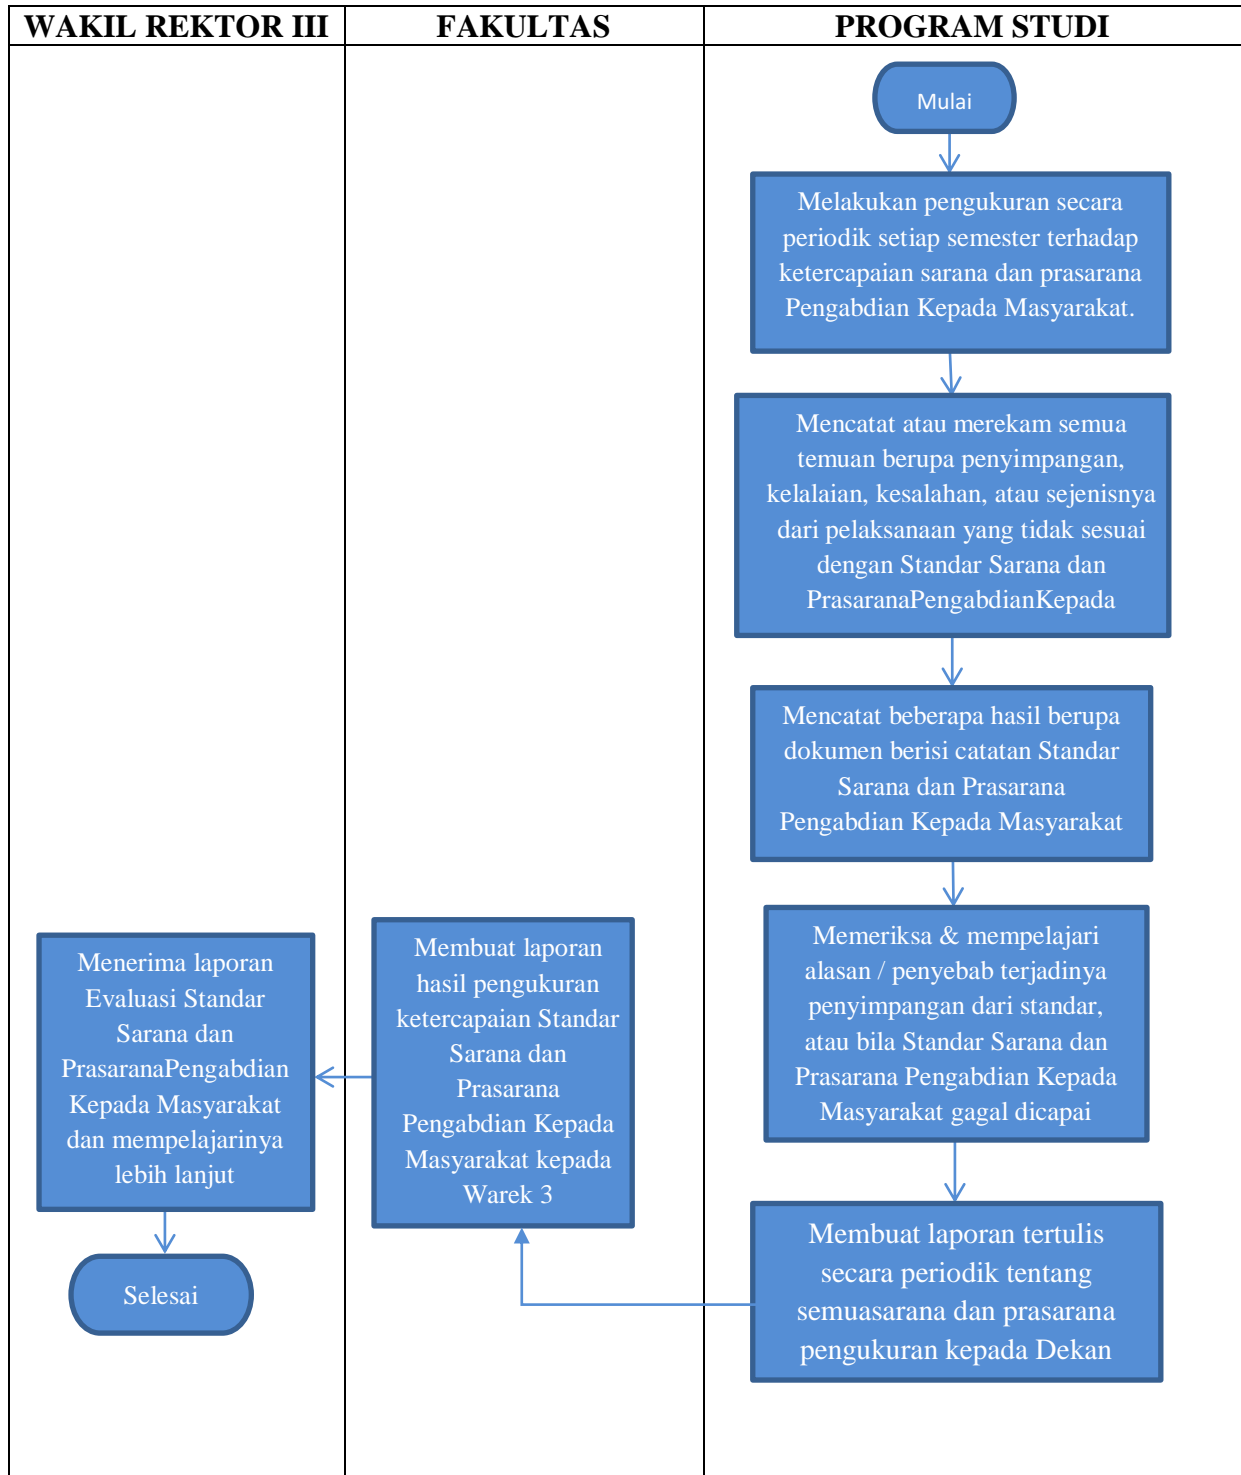 WAKIL REKTOR III
FAKULTAS
PROGRAM STUDI
Mulai
Melakukan pengukuran secara
periodik setiap semester terhadap
ketercapaian sarana dan prasarana
Pengabdian Kepada Masyarakat.
Mencatat atau merekam semua
temuan berupa penyimpangan,
kelalaian, kesalahan, atau sejenisnya
dari pelaksanaan yang tidak sesuai
dengan Standar Sarana dan
PrasaranaPengabdianKepada
Mencatat beberapa hasil berupa
dokumen berisi catatan Standar
Sarana dan Prasarana
Pengabdian Kepada Masyarakat
Memeriksa & mempelajari
alasan / penyebab terjadinya
penyimpangan dari standar,
atau bila Standar Sarana dan
Prasarana Pengabdian Kepada
Masyarakat gagal dicapai
Membuat laporan tertulis
secara periodik tentang
semuasarana dan prasarana
pengukuran kepada Dekan
Membuat laporan
hasil pengukuran
ketercapaian Standar
Sarana dan
Prasarana
Pengabdian Kepada
Masyarakat kepada
Warek 3
Menerima laporan
Evaluasi Standar
Sarana dan
PrasaranaPengabdian
Kepada Masyarakat
dan mempelajarinya
lebih lanjut
Selesai